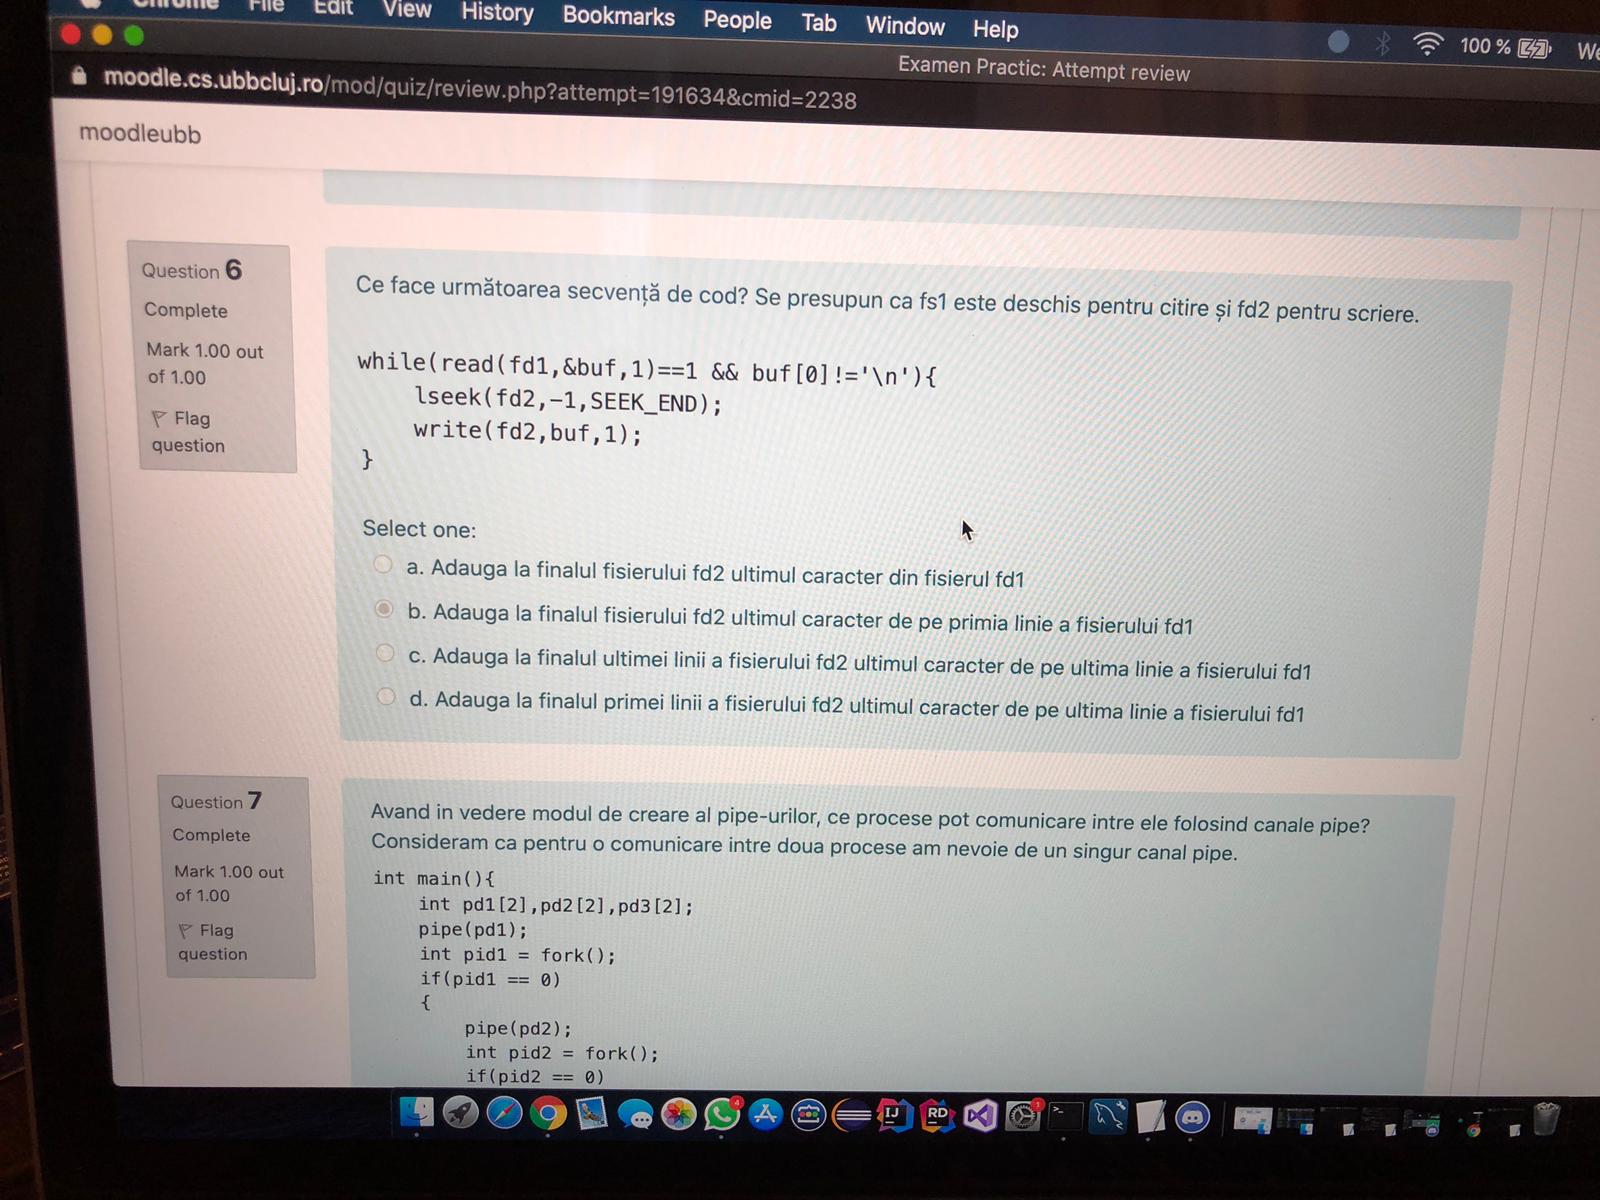 Chrome File Edit View History Bookmarks People Tab Window Help
100 %
Examen Practic: Attempt review
moodle.cs.ubbcluj.ro/mod/quiz/review.php?attempt=191634&cmid=2238
moodleubb
Question 6
Complete
Mark 1.00 out
of 1.00
Flag
question
Ce face următoarea secvență de cod? Se presupun ca fs1 este deschis pentru citire și fd2 pentru scriere.
while(read(fd1,&buf,1)==1 && buf[0]!='\n'){
lseek(fd2,-1,SEEK_END);
write(fd2,buf,1);
}
Select one:
a. Adauga la finalul fisierului fd2 ultimul caracter din fisierul fd1
b. Adauga la finalul fisierului fd2 ultimul caracter de pe primia linie a fisierului fd1
c. Adauga la finalul ultimei linii a fisierului fd2 ultimul caracter de pe ultima linie a fisierului fd1
d. Adauga la finalul primei linii a fisierului fd2 ultimul caracter de pe ultima linie a fisierului fd1
Question 7
Complete
Mark 1.00 out
of 1.00
Flag
question
Avand in vedere modul de creare al pipe-urilor, ce procese pot comunicare intre ele folosind canale pipe?
Consideram ca pentru o comunicare intre doua procese am nevoie de un singur canal pipe.
int main(){
int pd1[2],pd2[2],pd3[2];
pipe(pd1);
int pid1 = fork();
if(pid1 == 0)
{
pipe(pd2);
int pid2 = fork();
if(pid2 == 0)
4
IJ
RD
1